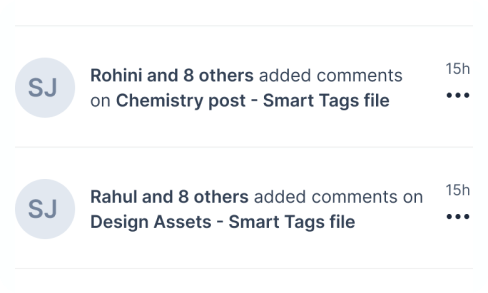 SJ
Rohini and 8 others added comments
on Chemistry post - Smart Tags file
15h
SJ
Rahul and 8 others added comments on
Design Assets - Smart Tags file
15h